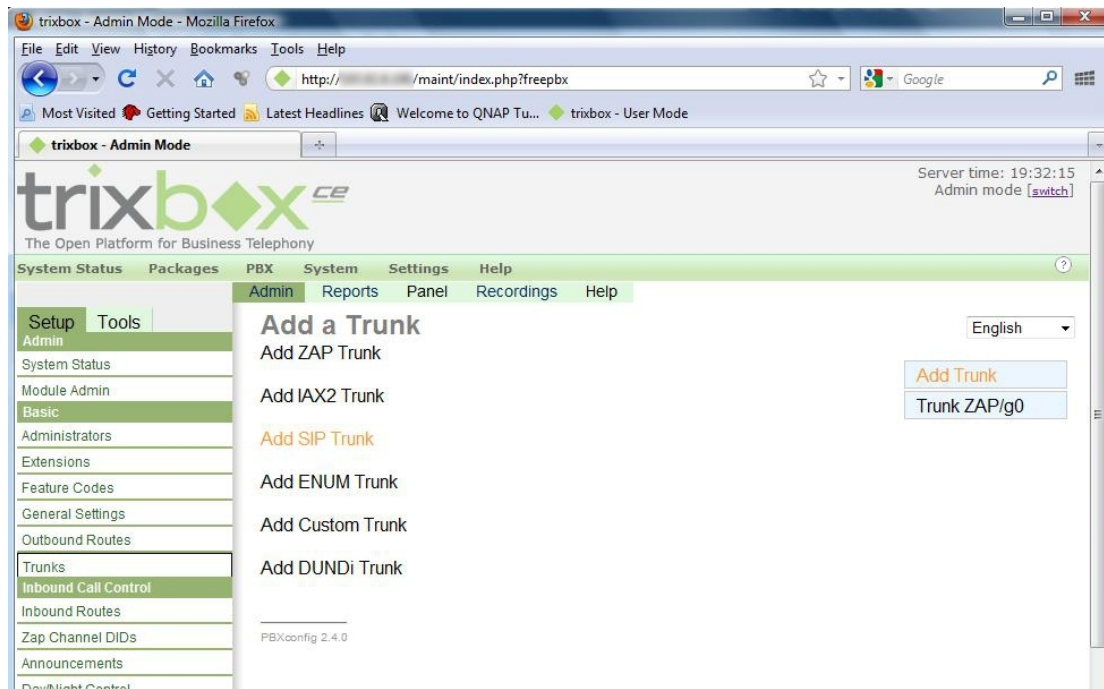 trixbox - Admin Mode - Mozilla Firefox
File Edit View History Bookmarks Tools Help
http:// /maint/index.php?freepbx
Google
Most Visited Getting Started Latest Headlines Welcome to QNAP Tu... trixbox - User Mode
trixbox - Admin Mode
Server time: 19:32:15
Admin mode [switch]
trixbox CE
The Open Platform for Business Telephony
System Status Packages PBX System Settings Help ?
Admin Reports Panel Recordings Help
Setup Tools
Admin
System Status
Module Admin
Basic
Administrators
Extensions
Feature Codes
General Settings
Outbound Routes
Trunks
Inbound Call Control
Inbound Routes
Zap Channel DIDs
Announcements
Day/Night Control
Add a Trunk
Add ZAP Trunk
Add IAX2 Trunk
Add SIP Trunk
Add ENUM Trunk
Add Custom Trunk
Add DUNDi Trunk
PBXconfig 2.4.0
English
Add Trunk
Trunk ZAP/g0